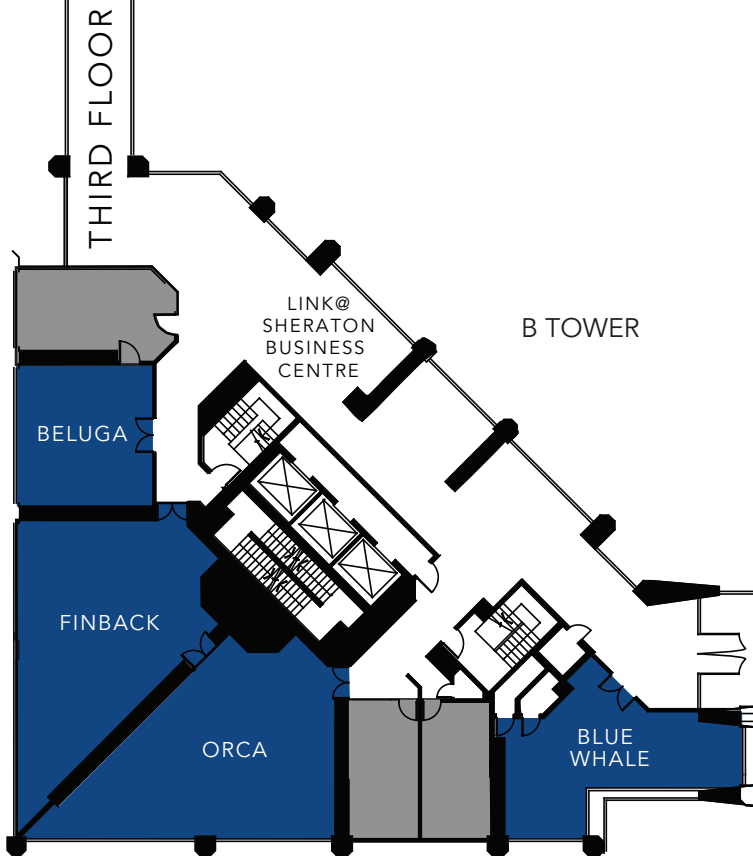 THIRD FLOOR
LINK@
SHERATON
BUSINESS
CENTRE
B TOWER
BELUGA
FINBACK
ORCA
BLUE
WHALE